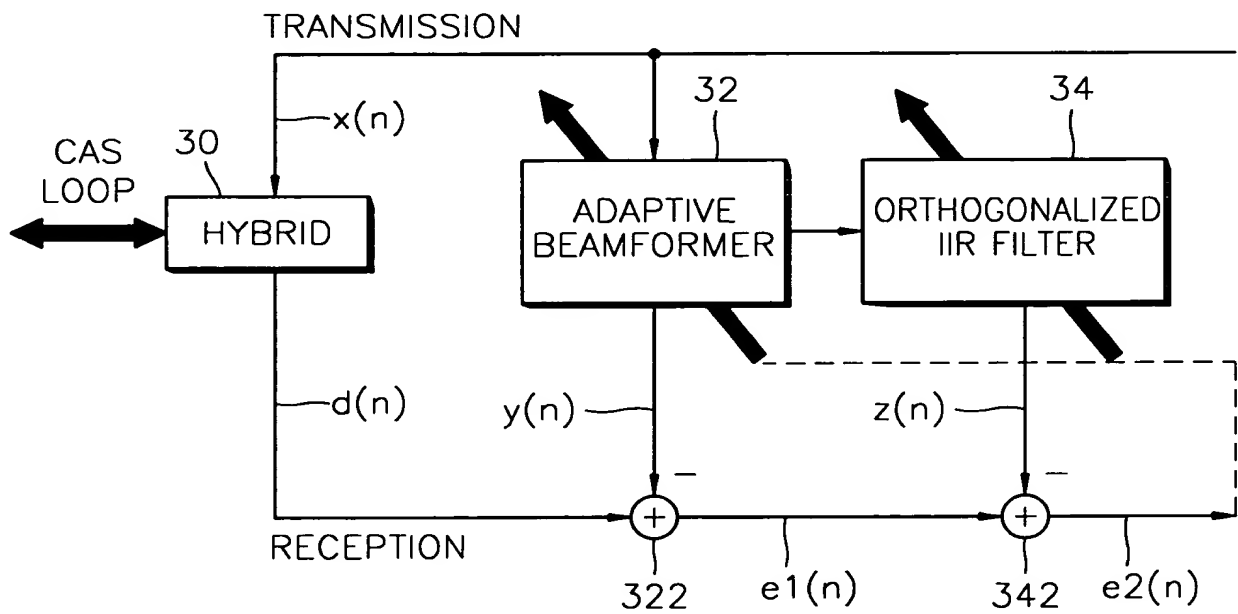 TRANSMISSION
x(n)
32
34
30
CAS
LOOP
HYBRID
ADAPTIVE
BEAMFORMER
ORTHOGONALIZED
IIR FILTER
d(n)
y(n)
z(n)
−
−
+
+
RECEPTION
322
e1(n)
342
e2(n)